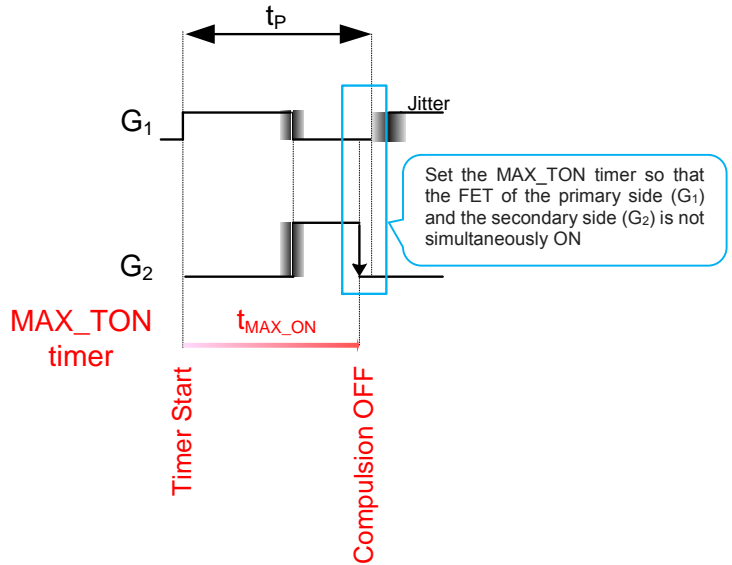 tP
G1
Jitter
Set the MAX_TON timer so that
the FET of the primary side (G1)
and the secondary side (G2) is not
simultaneously ON
G2
MAX_TON
timer
tMAX_ON
Timer Start
Compulsion OFF